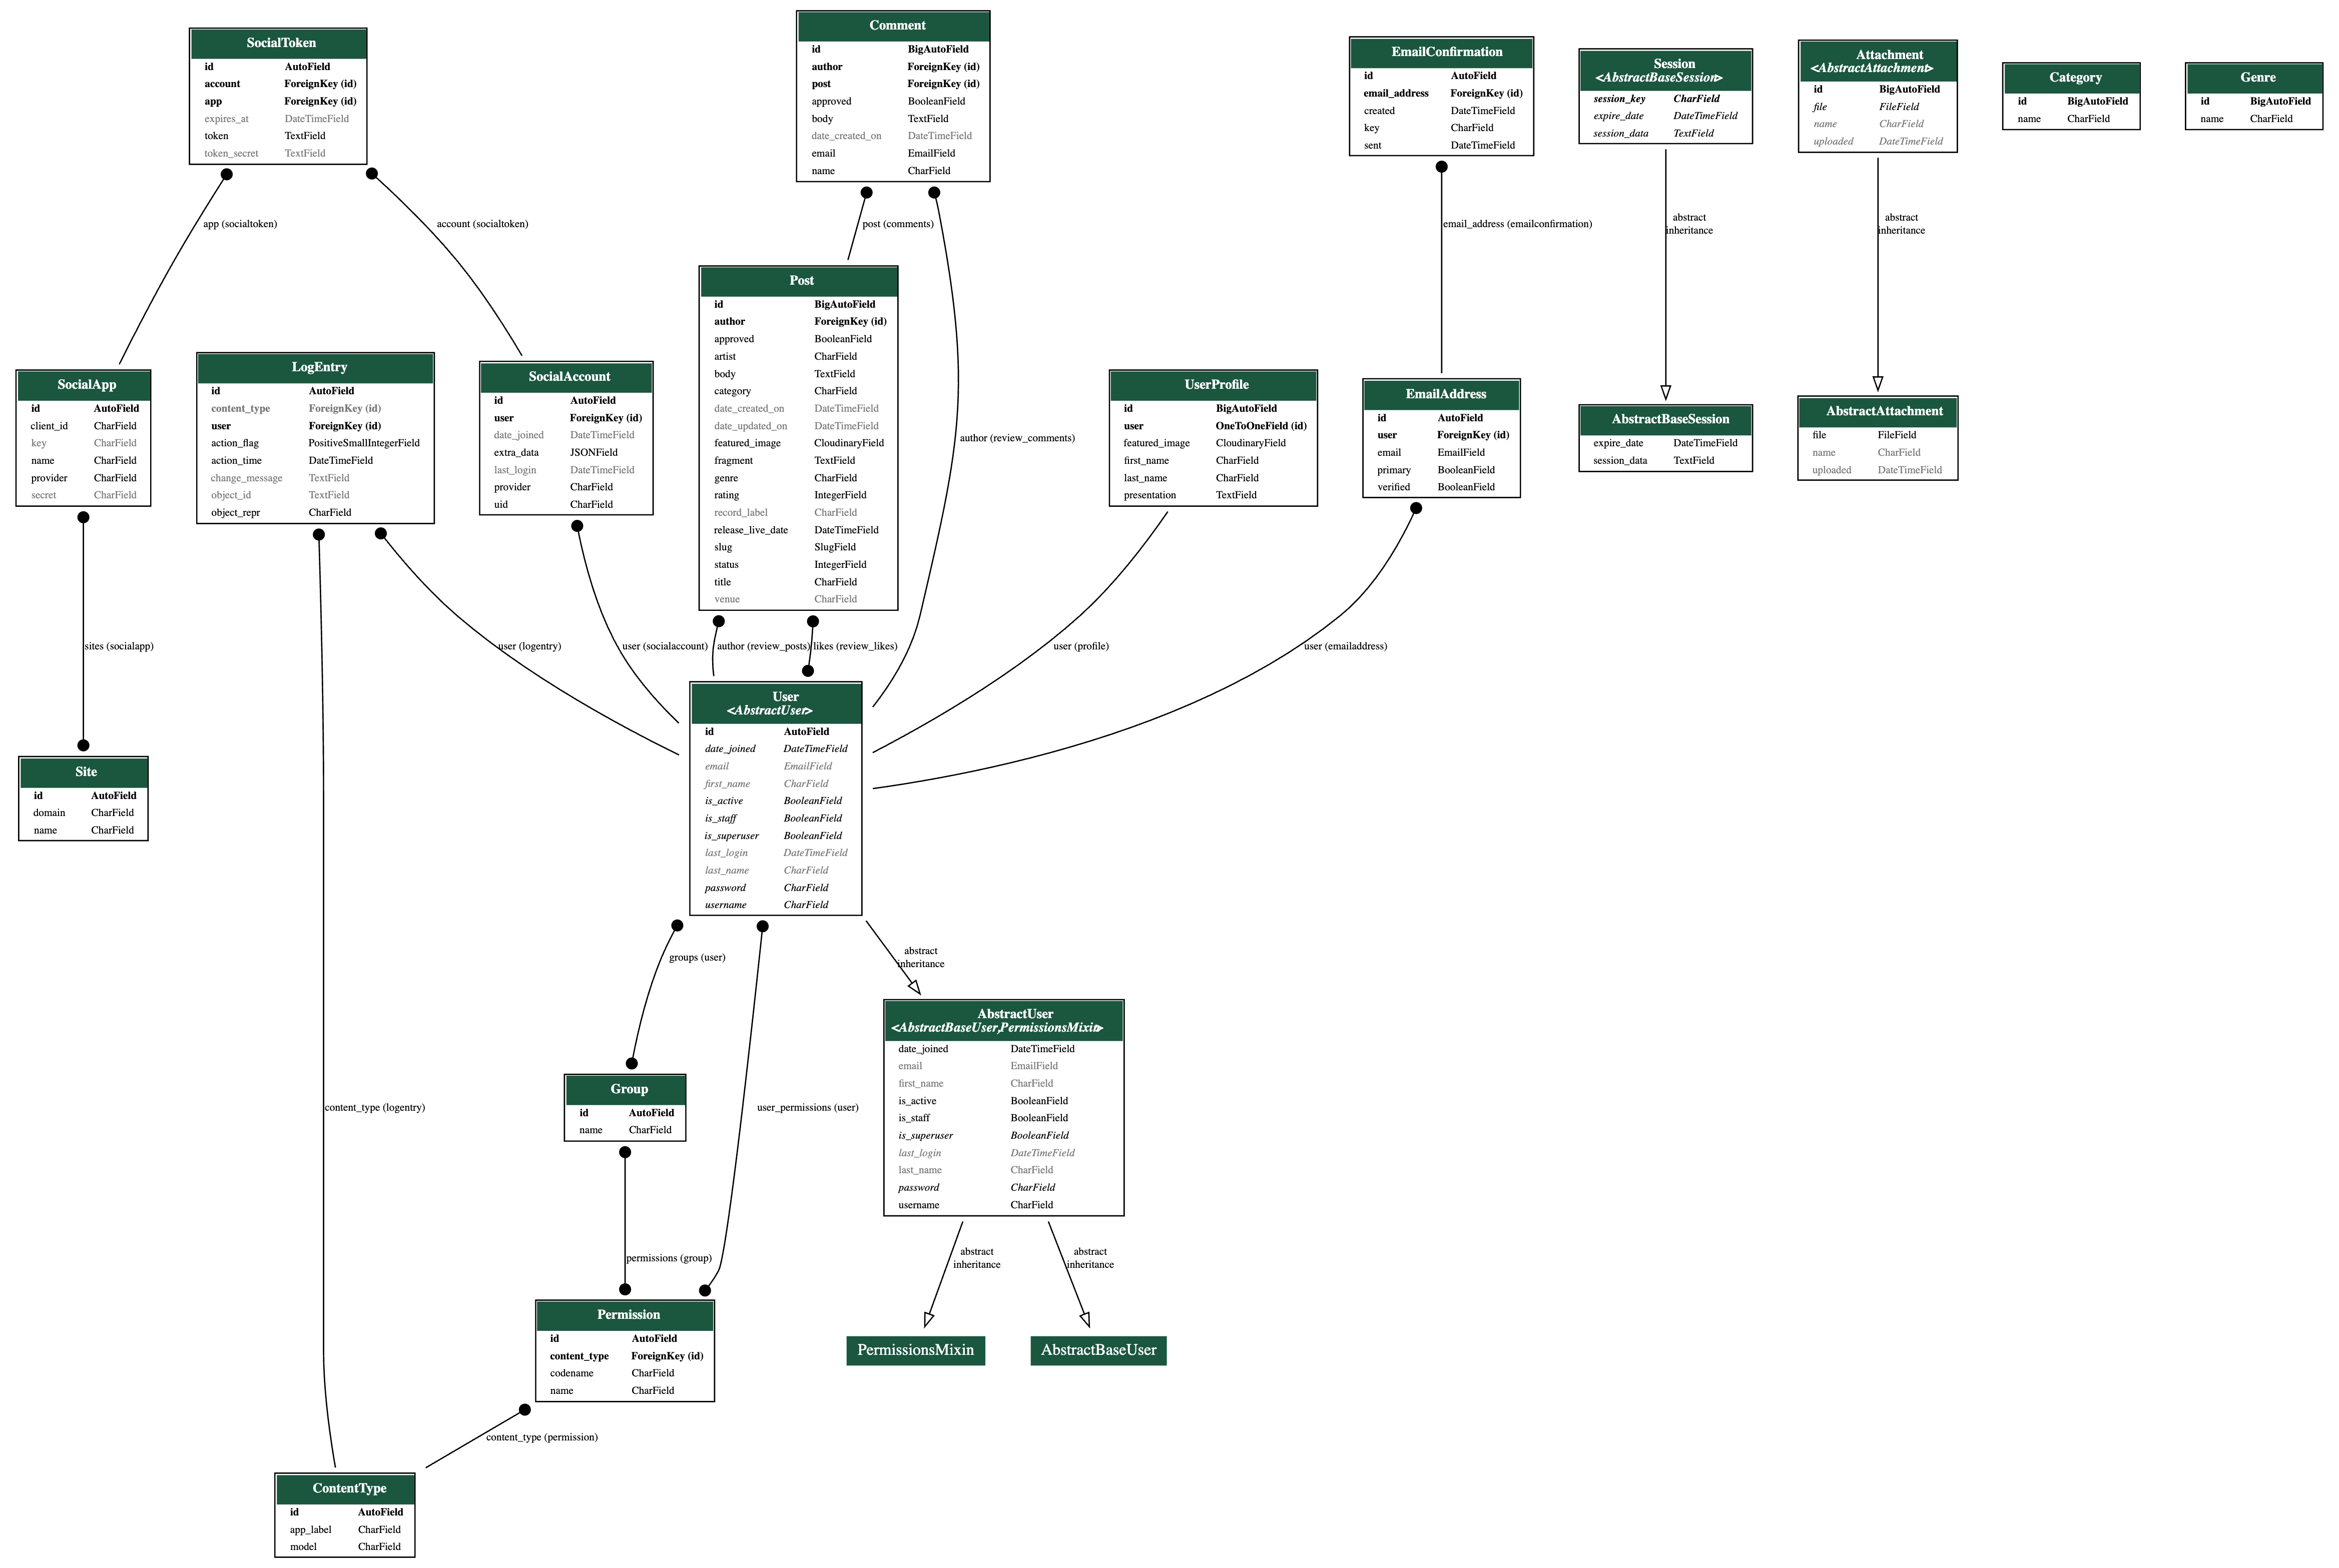 SocialToken
id AutoField
account ForeignKey (id)
app ForeignKey (id)
expires_at DateTimeField
token TextField
token_secret TextField
Comment
id BigAutoField
author ForeignKey (id)
post ForeignKey (id)
approved BooleanField
body TextField
date_created_on DateTimeField
email EmailField
name CharField
EmailConfirmation
id AutoField
email_address ForeignKey (id)
created DateTimeField
key CharField
sent DateTimeField
Session
<AbstractBaseSession>
session_key CharField
expire_date DateTimeField
session_data TextField
Attachment
<AbstractAttachment>
id BigAutoField
file FileField
name CharField
uploaded DateTimeField
Category
id BigAutoField
name CharField
Genre
id BigAutoField
name CharField
app (socialtoken)
account (socialtoken)
post (comments)
email_address (emailconfirmation)
abstract
inheritance
abstract
inheritance
SocialApp
id AutoField
client_id CharField
key CharField
name CharField
provider CharField
secret CharField
LogEntry
id AutoField
content_type ForeignKey (id)
user ForeignKey (id)
action_flag PositiveSmallIntegerField
action_time DateTimeField
change_message TextField
object_id TextField
object_repr CharField
SocialAccount
id AutoField
user ForeignKey (id)
date_joined DateTimeField
extra_data JSONField
last_login DateTimeField
provider CharField
uid CharField
Post
id BigAutoField
author ForeignKey (id)
approved BooleanField
artist CharField
body TextField
category CharField
date_created_on DateTimeField
date_updated_on DateTimeField
featured_image CloudinaryField
fragment TextField
genre CharField
rating IntegerField
record_label CharField
release_live_date DateTimeField
slug SlugField
status IntegerField
title CharField
venue CharField
author (review_comments)
UserProfile
id BigAutoField
user OneToOneField (id)
featured_image CloudinaryField
first_name CharField
last_name CharField
presentation TextField
EmailAddress
id AutoField
user ForeignKey (id)
email EmailField
primary BooleanField
verified BooleanField
AbstractBaseSession
expire_date DateTimeField
session_data TextField
AbstractAttachment
file FileField
name CharField
uploaded DateTimeField
sites (socialapp)
user (logentry)
user (socialaccount)
author (review_posts)
likes (review_likes)
user (profile)
user (emailaddress)
Site
id AutoField
domain CharField
name CharField
User
<AbstractUser>
id AutoField
date_joined DateTimeField
email EmailField
first_name CharField
is_active BooleanField
is_staff BooleanField
is_superuser BooleanField
last_login DateTimeField
last_name CharField
password CharField
username CharField
groups (user)
abstract
inheritance
content_type (logentry)
Group
id AutoField
name CharField
user_permissions (user)
AbstractUser
<AbstractBaseUser,PermissionsMixin>
date_joined DateTimeField
email EmailField
first_name CharField
is_active BooleanField
is_staff BooleanField
is_superuser BooleanField
last_login DateTimeField
last_name CharField
password CharField
username CharField
permissions (group)
abstract
inheritance
abstract
inheritance
Permission
id AutoField
content_type ForeignKey (id)
codename CharField
name CharField
PermissionsMixin
AbstractBaseUser
content_type (permission)
ContentType
id AutoField
app_label CharField
model CharField